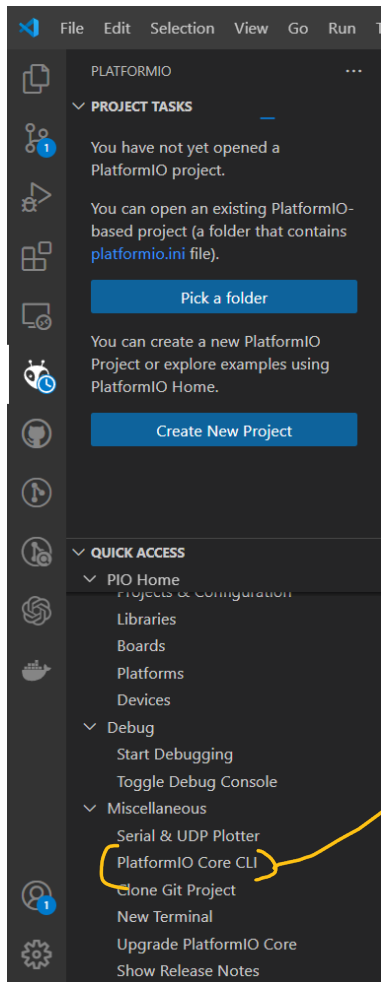 File Edit Selection View Go Run
PLATFORMIO
PROJECT TASKS
You have not yet opened a
PlatformIO project.
You can open an existing PlatformIO-
based project (a folder that contains
platformio.ini file).
Pick a folder
You can create a new PlatformIO
Project or explore examples using
PlatformIO Home.
Create New Project
QUICK ACCESS
PIO Home
Projects & Configuration
Libraries
Boards
Platforms
Devices
Debug
Start Debugging
Toggle Debug Console
Miscellaneous
Serial & UDP Plotter
PlatformIO Core CLI
Clone Git Project
New Terminal
Upgrade PlatformIO Core
Show Release Notes
1
1